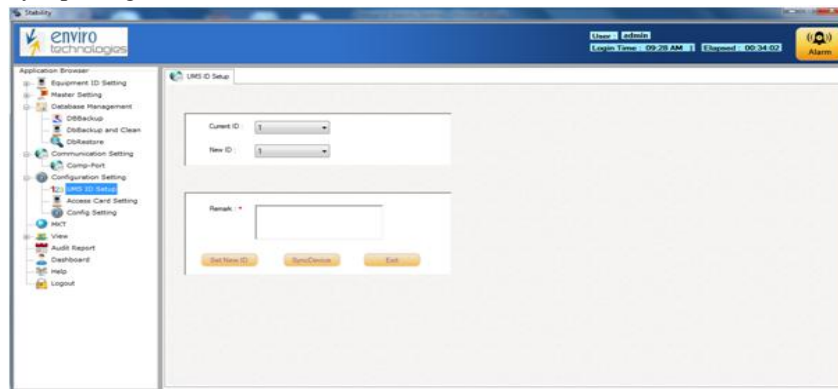 Stability
enviro
technologies
User : admin
Login Time : 09:28 AM | Elapsed : 00:34:02
Alarm
Application Browser
Equipment ID Setting
Master Setting
Database Management
DBBackup
DbBackup and Clean
DbRestore
Communication Setting
Comp-Port
Configuration Setting
UMS ID Setup
Access Card Setting
Config Setting
MKT
View
Audit Report
Dashboard
Help
Logout
UMS ID Setup
Current ID : 1
New ID : 1
Remark : *
Set New ID
SyncDevice
Exit